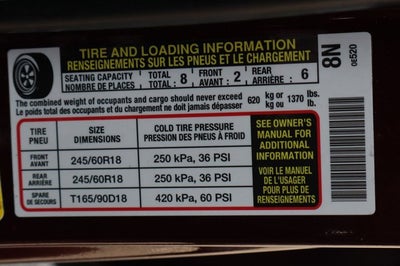 TIRE AND LOADING INFORMATION
RENSEIGNEMENTS SUR LES PNEUS ET LE CHARGEMENT
SEATING CAPACITY TOTAL : 8 FRONT : 2 REAR : 6
NOMBRE DE PLACES TOTAL AVANT ARRIÈRE
The combined weight of occupants and cargo should never exceed 620 kg or 1370 lbs.
Le poids total des occupants et du chargement ne doit jamais dépasser kg ou lb.
TIRE SIZE COLD TIRE PRESSURE
PNEU DIMENSIONS PRESSION DES PNEUS À FROID
FRONT
AVANT 245/60R18 250 kPa, 36 PSI
REAR
ARRIÈRE 245/60R18 250 kPa, 36 PSI
SPARE
DE SECOURS T165/90D18 420 kPa, 60 PSI
SEE OWNER'S
MANUAL FOR
ADDITIONAL
INFORMATION
VOIR LE MANUEL
DE L'USAGER
POUR PLUS DE
RENSEIGNEMENTS
8N